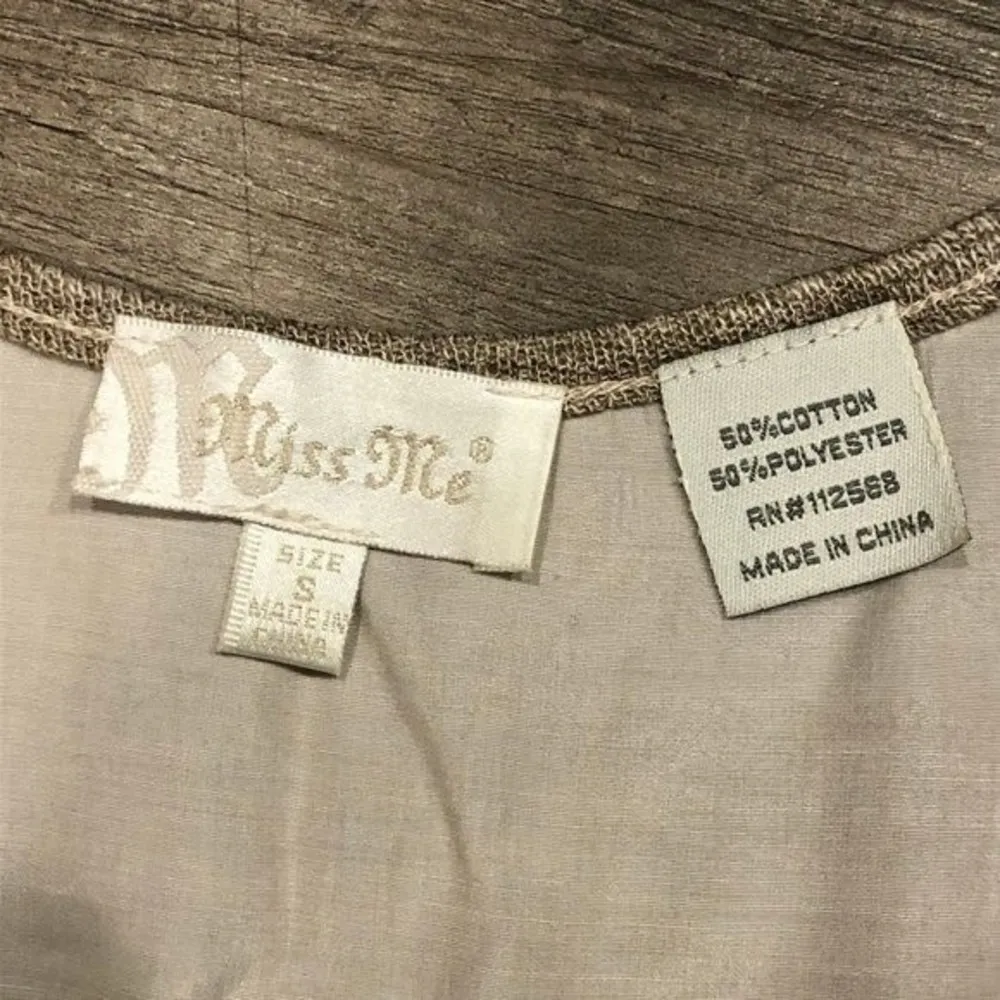 Miss Me®
SIZE
S
MADE IN
CHINA
50%COTTON
50%POLYESTER
RN#112568
MADE IN CHINA